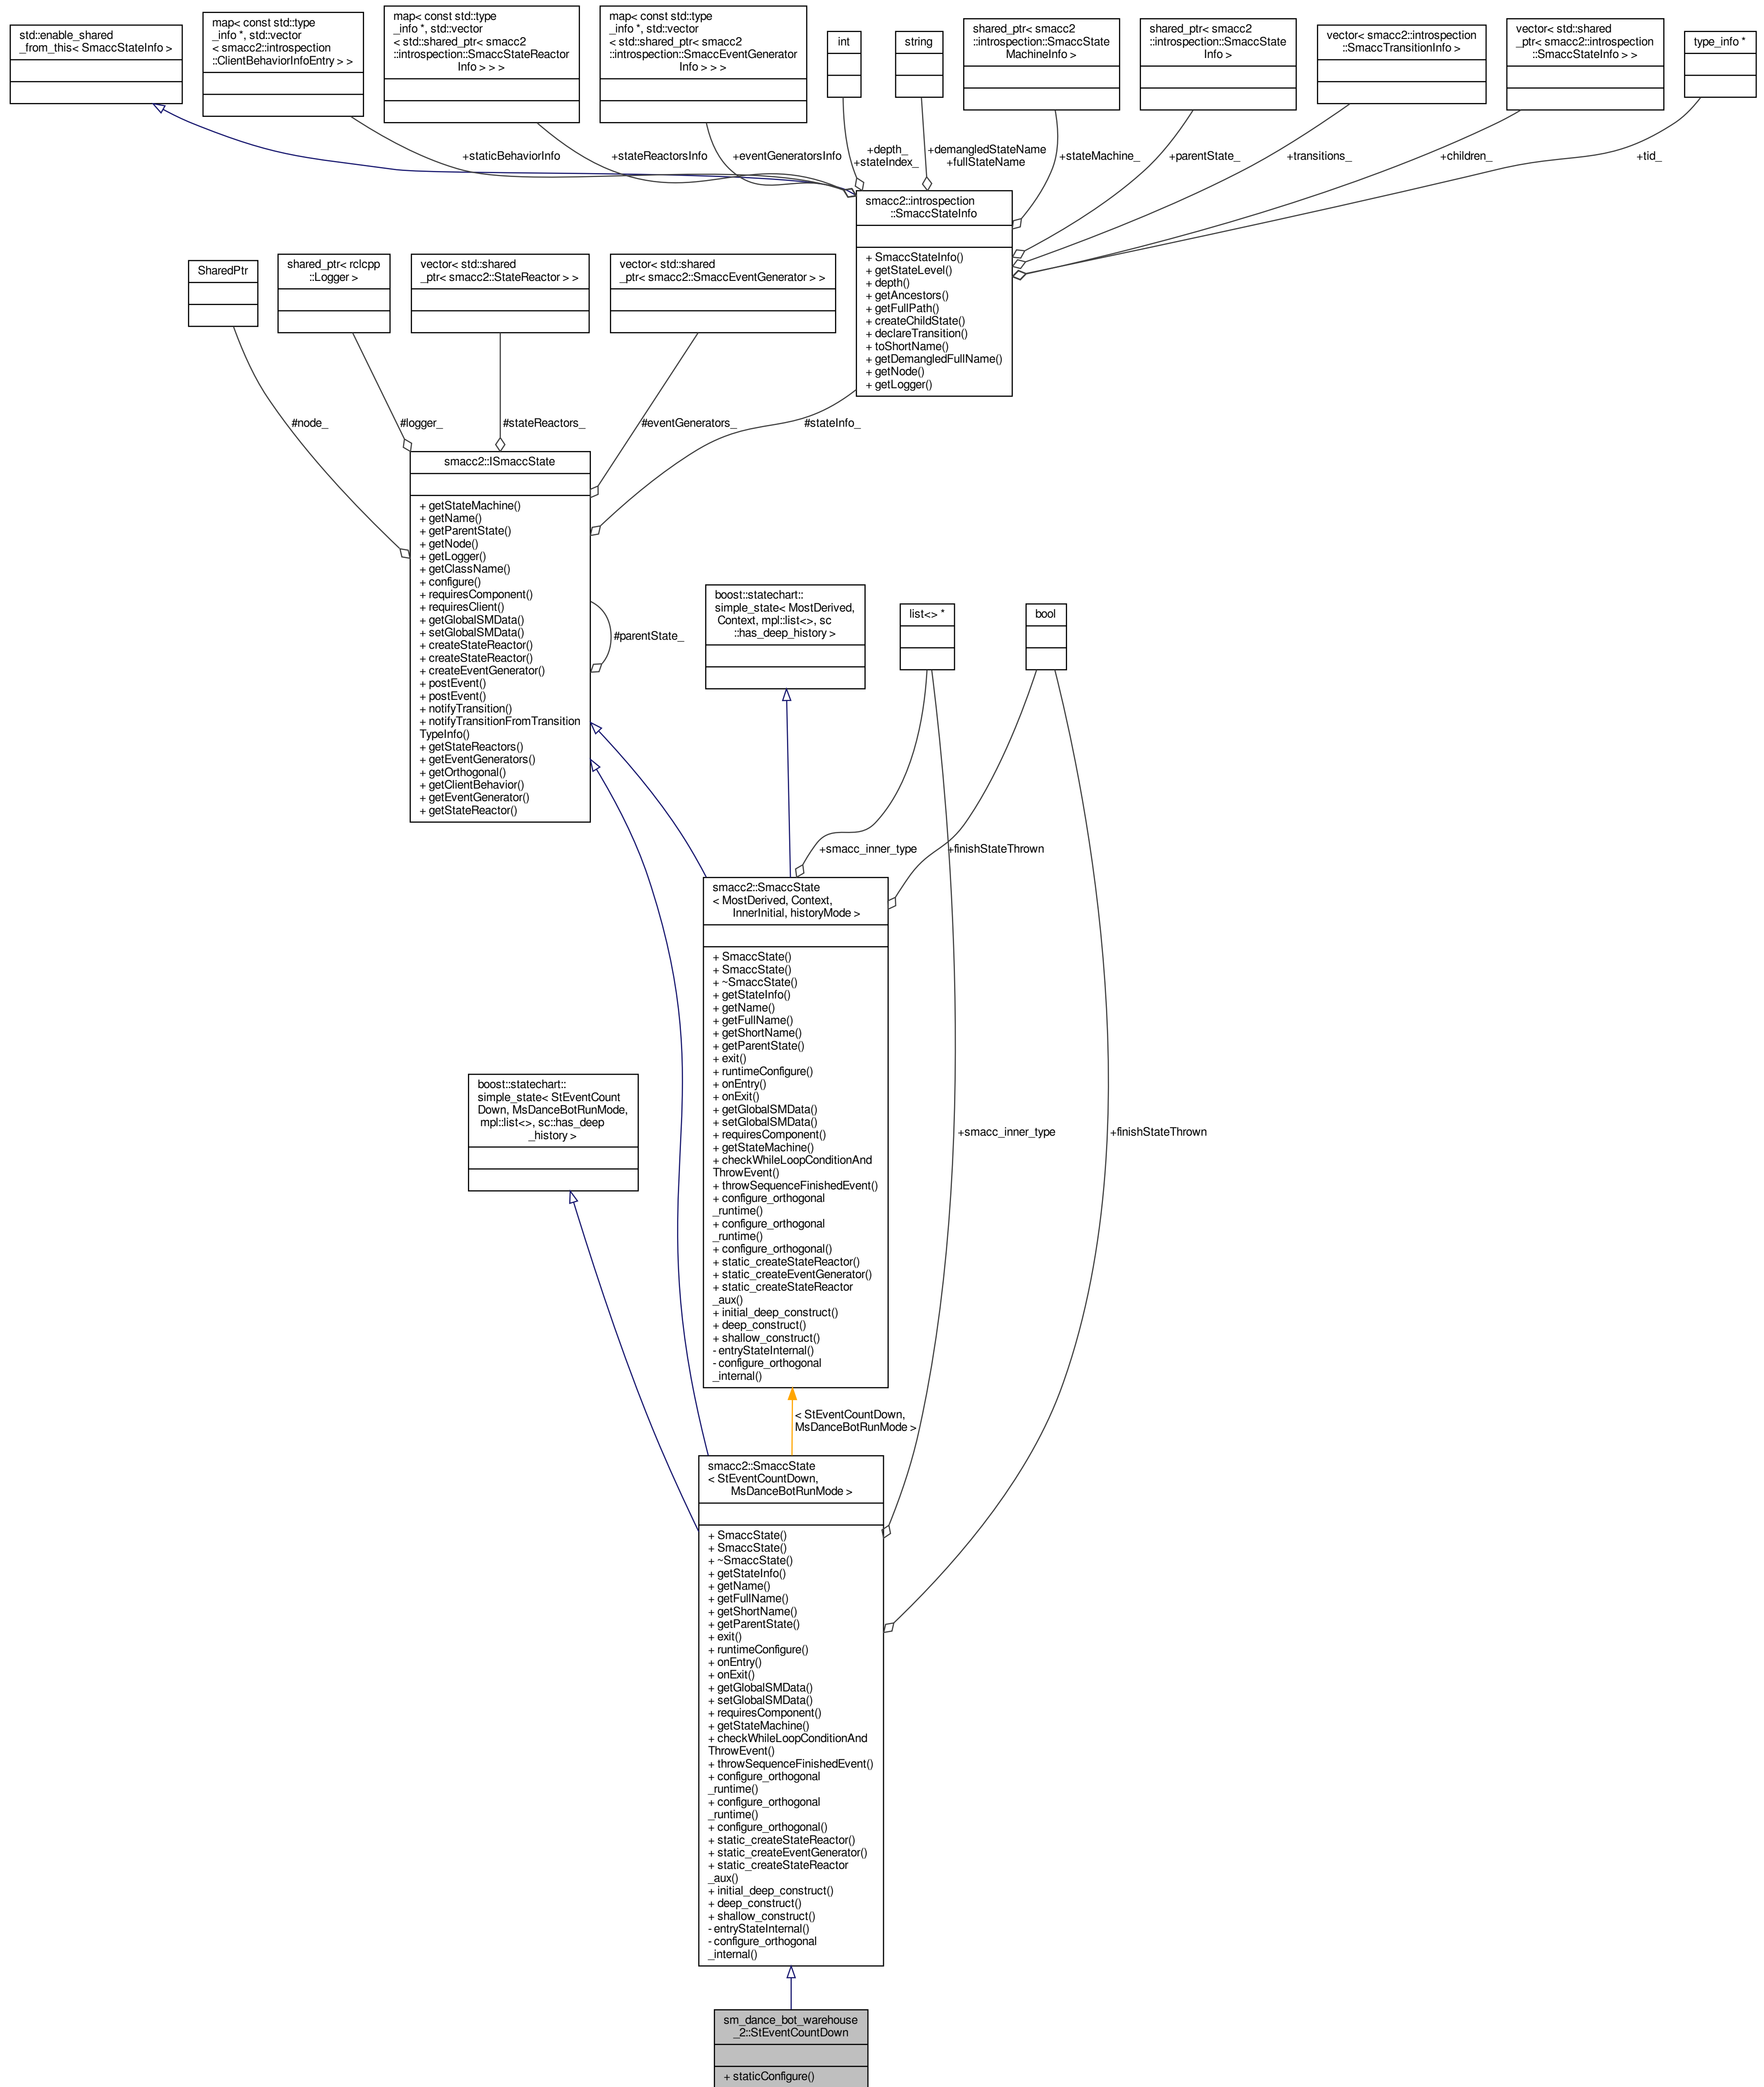 std::enable_shared
_from_this< SmaccStateInfo >
map< const std::type
_info *, std::vector
< smacc2::introspection
::ClientBehaviorInfoEntry > >
map< const std::type
_info *, std::vector
< std::shared_ptr< smacc2
::introspection::SmaccStateReactor
Info > > >
map< const std::type
_info *, std::vector
< std::shared_ptr< smacc2
::introspection::SmaccEventGenerator
Info > > >
int
string
shared_ptr< smacc2
::introspection::SmaccState
MachineInfo >
shared_ptr< smacc2
::introspection::SmaccState
Info >
vector< smacc2::introspection
::SmaccTransitionInfo >
vector< std::shared
_ptr< smacc2::introspection
::SmaccStateInfo > >
type_info *
+staticBehaviorInfo
+stateReactorsInfo
+eventGeneratorsInfo
+depth_
+stateIndex_
+demangledStateName
+fullStateName
+stateMachine_
+parentState_
+transitions_
+children_
+tid_
smacc2::introspection
::SmaccStateInfo
+ SmaccStateInfo()
+ getStateLevel()
+ depth()
+ getAncestors()
+ getFullPath()
+ createChildState()
+ declareTransition()
+ toShortName()
+ getDemangledFullName()
+ getNode()
+ getLogger()
SharedPtr
shared_ptr< rclcpp
::Logger >
vector< std::shared
_ptr< smacc2::StateReactor > >
vector< std::shared
_ptr< smacc2::SmaccEventGenerator > >
#node_
#logger_
#stateReactors_
#eventGenerators_
#stateInfo_
smacc2::ISmaccState
+ getStateMachine()
+ getName()
+ getParentState()
+ getNode()
+ getLogger()
+ getClassName()
+ configure()
+ requiresComponent()
+ requiresClient()
+ getGlobalSMData()
+ setGlobalSMData()
+ createStateReactor()
+ createStateReactor()
+ createEventGenerator()
+ postEvent()
+ postEvent()
+ notifyTransition()
+ notifyTransitionFromTransition
TypeInfo()
+ getStateReactors()
+ getEventGenerators()
+ getOrthogonal()
+ getClientBehavior()
+ getEventGenerator()
+ getStateReactor()
#parentState_
boost::statechart::
simple_state< MostDerived,
Context, mpl::list<>, sc
::has_deep_history >
list<> *
bool
+smacc_inner_type
+finishStateThrown
smacc2::SmaccState
< MostDerived, Context,
InnerInitial, historyMode >
+ SmaccState()
+ SmaccState()
+ ~SmaccState()
+ getStateInfo()
+ getName()
+ getFullName()
+ getShortName()
+ getParentState()
+ exit()
+ runtimeConfigure()
+ onEntry()
+ onExit()
+ getGlobalSMData()
+ setGlobalSMData()
+ requiresComponent()
+ getStateMachine()
+ checkWhileLoopConditionAnd
ThrowEvent()
+ throwSequenceFinishedEvent()
+ configure_orthogonal
_runtime()
+ configure_orthogonal
_runtime()
+ configure_orthogonal()
+ static_createStateReactor()
+ static_createEventGenerator()
+ static_createStateReactor
_aux()
+ initial_deep_construct()
+ deep_construct()
+ shallow_construct()
- entryStateInternal()
- configure_orthogonal
_internal()
boost::statechart::
simple_state< StEventCount
Down, MsDanceBotRunMode,
mpl::list<>, sc::has_deep
_history >
+smacc_inner_type
+finishStateThrown
< StEventCountDown,
MsDanceBotRunMode >
smacc2::SmaccState
< StEventCountDown,
MsDanceBotRunMode >
+ SmaccState()
+ SmaccState()
+ ~SmaccState()
+ getStateInfo()
+ getName()
+ getFullName()
+ getShortName()
+ getParentState()
+ exit()
+ runtimeConfigure()
+ onEntry()
+ onExit()
+ getGlobalSMData()
+ setGlobalSMData()
+ requiresComponent()
+ getStateMachine()
+ checkWhileLoopConditionAnd
ThrowEvent()
+ throwSequenceFinishedEvent()
+ configure_orthogonal
_runtime()
+ configure_orthogonal
_runtime()
+ configure_orthogonal()
+ static_createStateReactor()
+ static_createEventGenerator()
+ static_createStateReactor
_aux()
+ initial_deep_construct()
+ deep_construct()
+ shallow_construct()
- entryStateInternal()
- configure_orthogonal
_internal()
sm_dance_bot_warehouse
_2::StEventCountDown
+ staticConfigure()